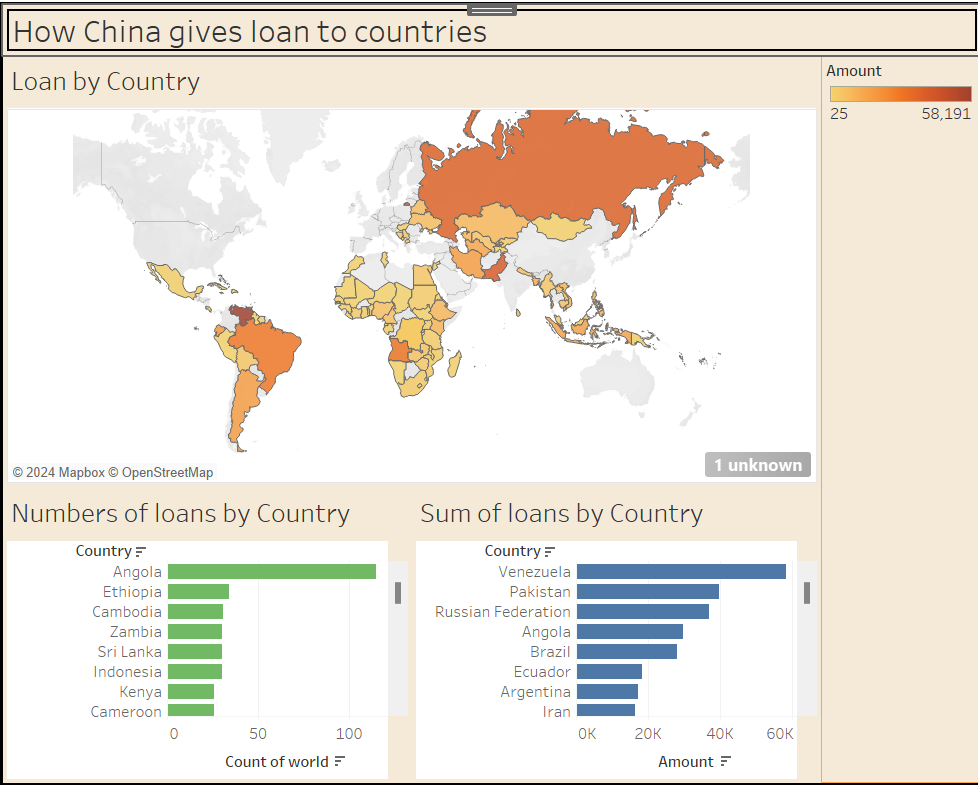 How China gives loan to countries
Loan by Country
Amount
25 58,191
© 2024 Mapbox © OpenStreetMap
1 unknown
Numbers of loans by Country
Country
Angola
Ethiopia
Cambodia
Zambia
Sri Lanka
Indonesia
Kenya
Cameroon
0 50 100
Count of world
Sum of loans by Country
Country
Venezuela
Pakistan
Russian Federation
Angola
Brazil
Ecuador
Argentina
Iran
0K 20K 40K 60K
Amount